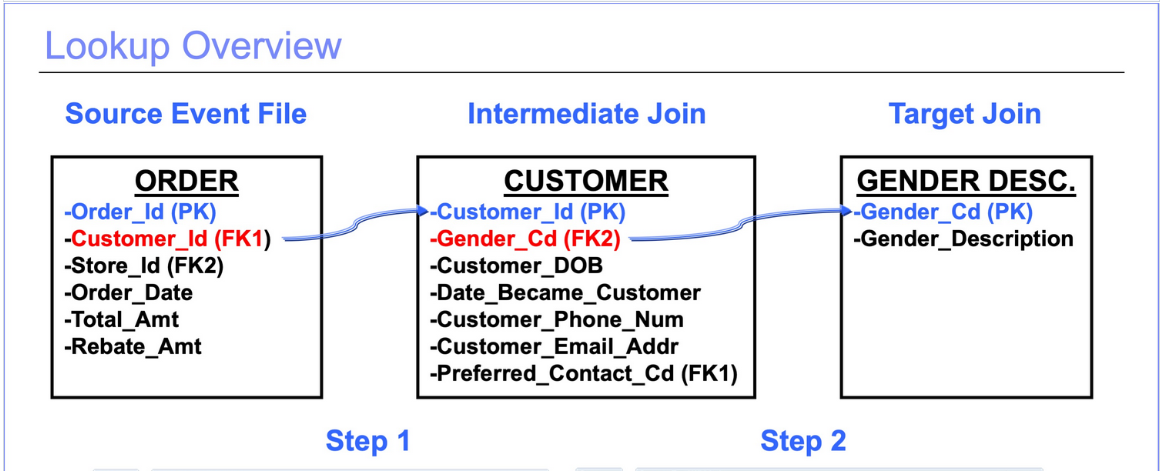 Lookup Overview
Source Event File
Intermediate Join
Target Join
ORDER
-Order_Id (PK)
-Customer_Id (FK1)
-Store_Id (FK2)
-Order_Date
-Total_Amt
-Rebate_Amt
CUSTOMER
-Customer_Id (PK)
-Gender_Cd (FK2)
-Customer_DOB
-Date_Became_Customer
-Customer_Phone_Num
-Customer_Email_Addr
-Preferred_Contact_Cd (FK1)
GENDER DESC.
-Gender_Cd (PK)
-Gender_Description
Step 1
Step 2